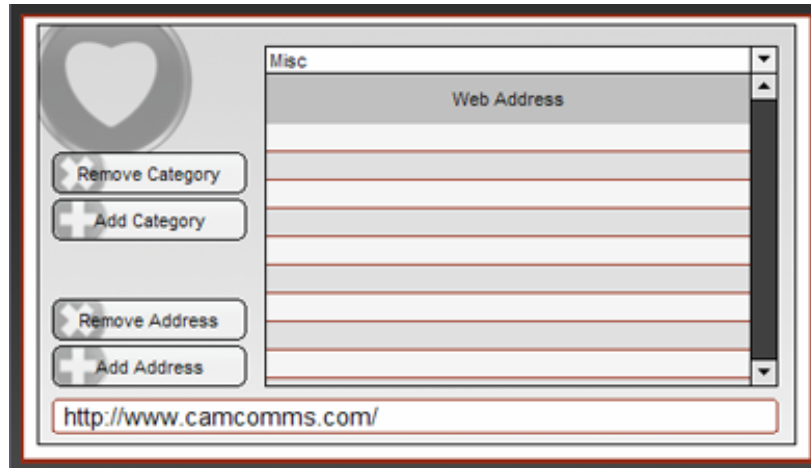 Misc
Web Address
Remove Category
Add Category
Remove Address
Add Address
http://www.camcomms.com/